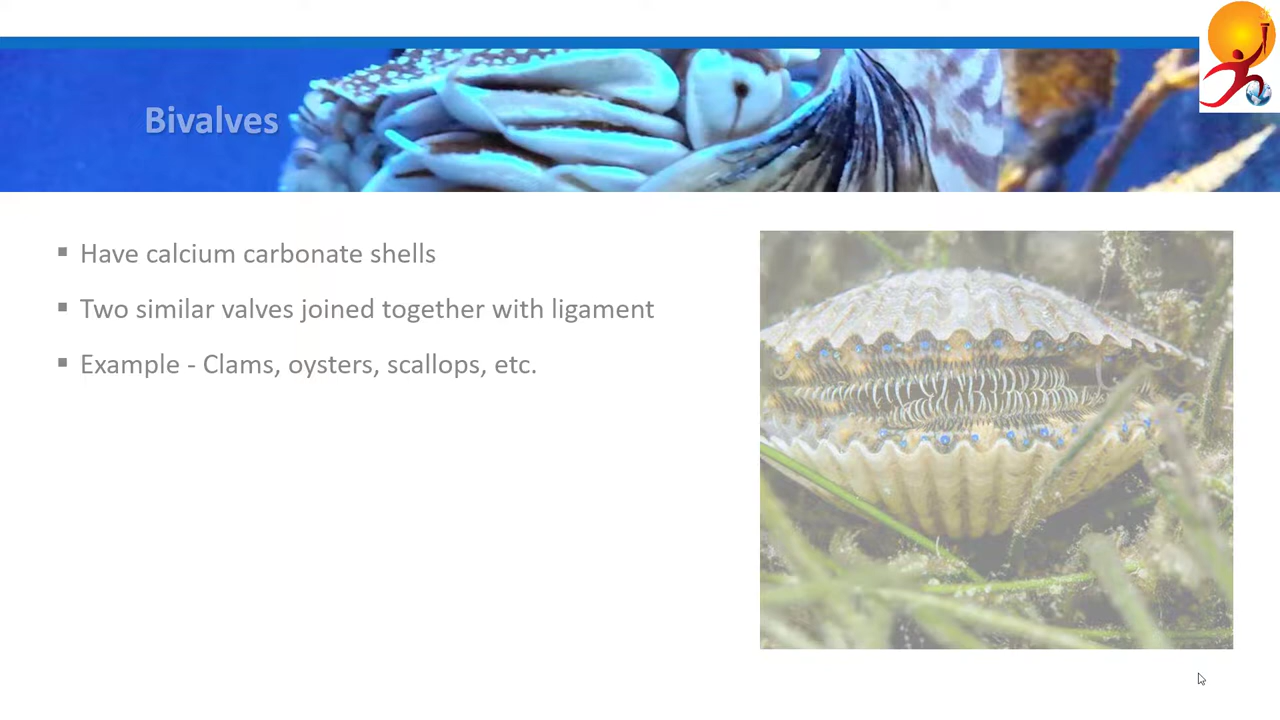 Bivalves
▪ Have calcium carbonate shells
▪ Two similar valves joined together with ligament
▪ Example - Clams, oysters, scallops, etc.